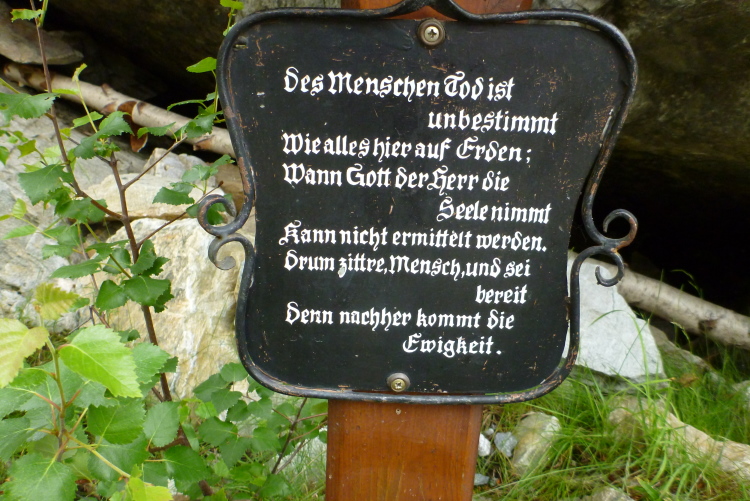 Des Menschen Tod ist
unbestimmt
Wie alles hier auf Erden;
Wann Gott der Herr die
Seele nimmt
Kann nicht ermittelt werden.
Drum zittre, Mensch, und sei
bereit
Denn nachher kommt die
Ewigkeit.